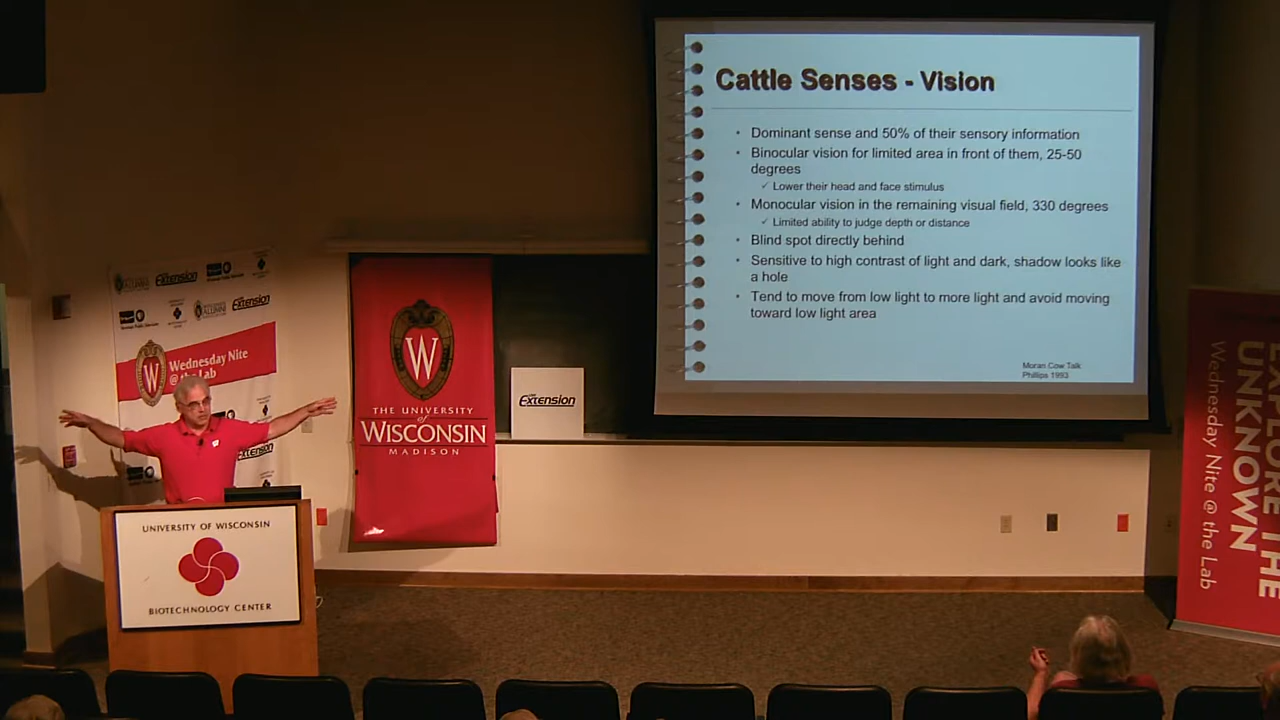 Cattle Senses - Vision
Dominant sense and 50% of their sensory information
Binocular vision for limited area in front of them, 25-50
degrees
Lower their head and face stimulus
Monocular vision in the remaining visual field, 330 degrees
Limited ability to judge depth or distance
Blind spot directly behind
Sensitive to high contrast of light and dark, shadow looks like
a hole
Tend to move from low light to more light and avoid moving
toward low light area
Moran Cow Talk
Phillips 1993
Extension
Extension
Wednesday Nite
@ the Lab
Extension
W
THE UNIVERSITY
of
WISCONSIN
MADISON
Extension
UNIVERSITY OF WISCONSIN
BIOTECHNOLOGY CENTER
EXPLORE THE
UNKNOWN
Wednesday Nite @ the Lab